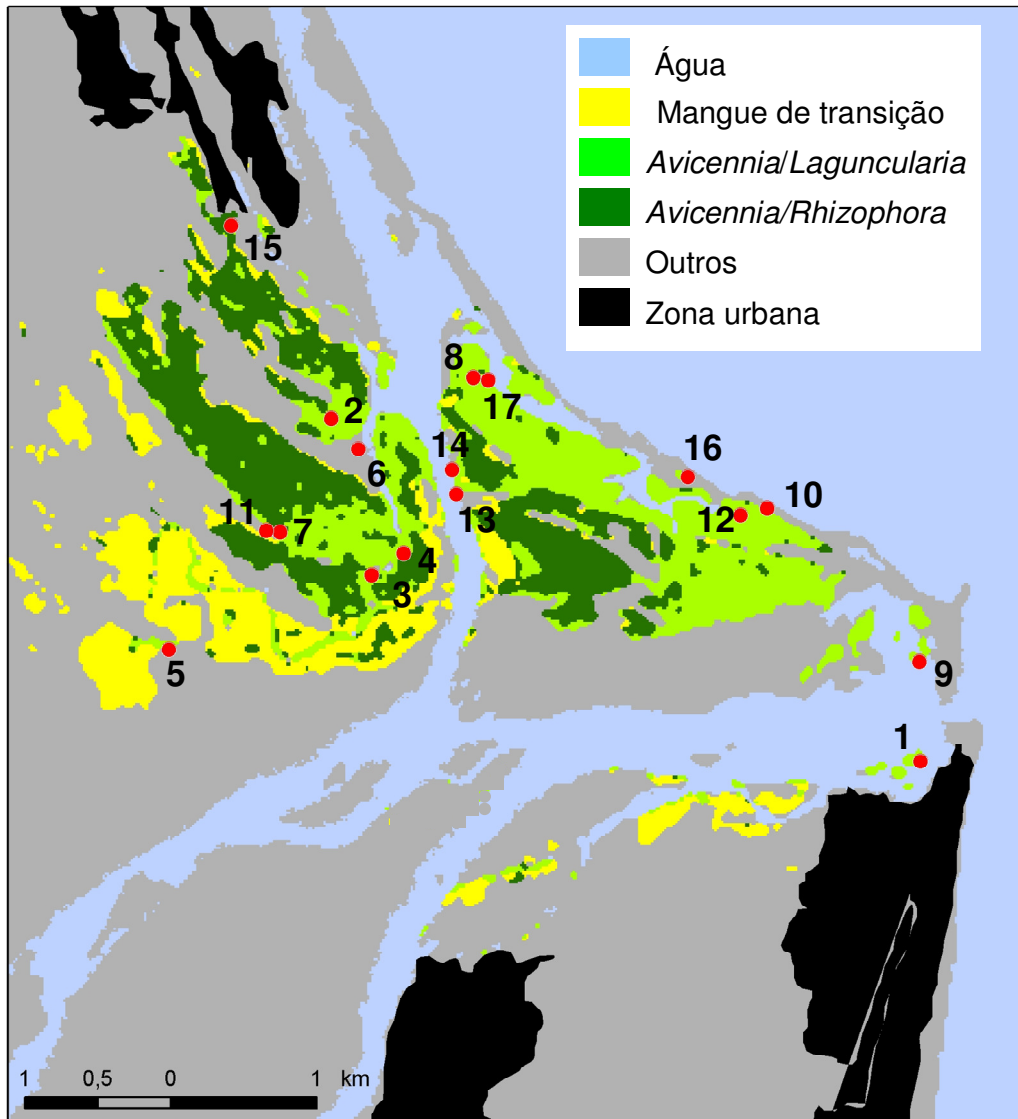 Água
Mangue de transição
Avicennia/Laguncularia
Avicennia/Rhizophora
Outros
Zona urbana
15
8
17
2
14
6
16
10
12
13
11
7
4
3
5
9
1
1 0,5 0 1 km